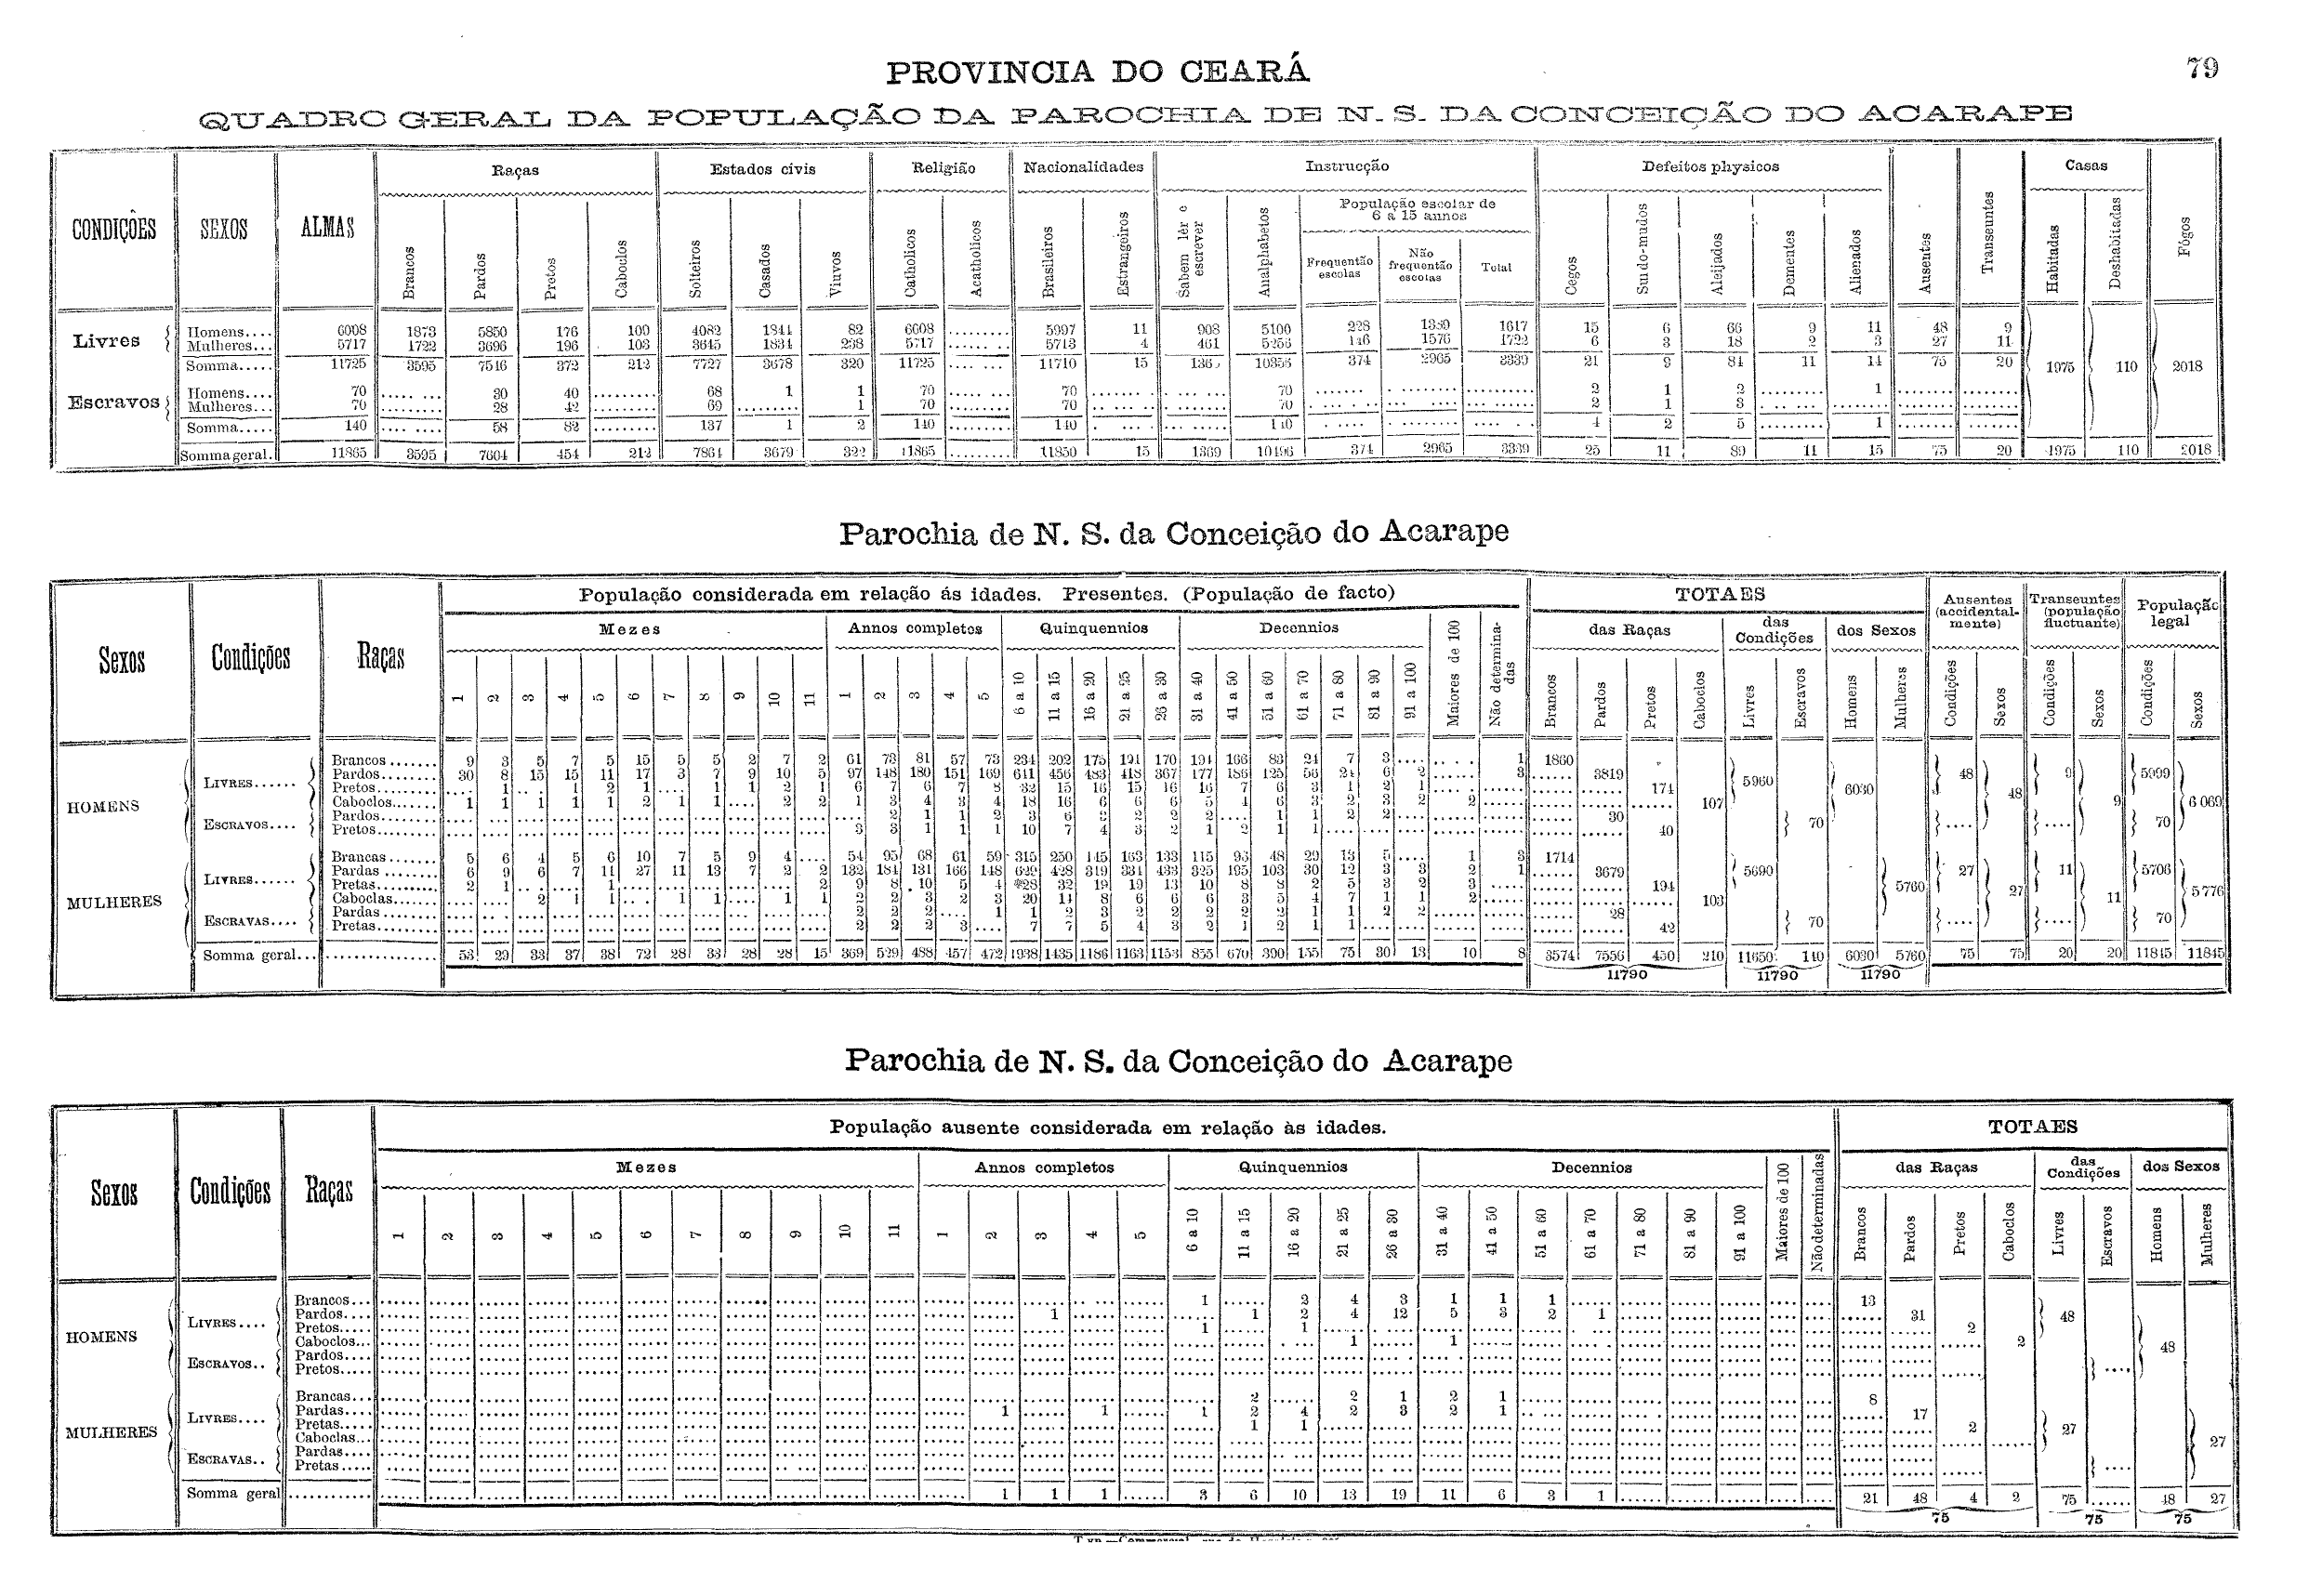 PROVINCIA DO CEARÁ 79
QUADRO GERAL DA POPULAÇÃO DA PAROCHIA DE N. S. DA CONCEIÇÃO DO ACARAPE
CONDIÇÕES SEXOS ALMAS Raças Estados civis Religião Nacionalidades Instrucção Defeitos physicos Ausentes Transeuntes Casas Fógos
População escolar de 6 a 15 annos
Brancos Pardos Pretos Caboclos Solteiros Casados Viuvos Catholicos Acatholicos Brasileiros Estrangeiros Sabem lêr e escrever Analphabetos Frequentão escolas Não frequentão escolas Total Cegos Surdo-mudos Aleijados Dementes Alienados Habitadas Deshabitadas
Livres Homens.... 6008 1873 5850 176 109 4082 1844 82 6008 5997 11 908 5100 228 1617 15 6 66 9 11 48 9
Mulheres... 5717 1722 3696 196 103 3645 1834 238 5717 5713 4 461 5256 146 1576 1722 6 3 18 2 3 27 11
Somma..... 11725 3595 7546 372 212 7727 3678 320 11725 11710 15 10356 374 2965 3339 21 9 84 11 14 75 20 1975 110 2018
Escravos Homens.... 70 30 40 68 1 1 70 70 70 2 1 2 1
Mulheres... 70 28 42 69 1 70 70 70 2 1 3
Somma..... 140 58 82 137 1 2 140 140 140 4 2 5 1
Somma geral. 11865 3595 7604 454 212 7864 3679 322 11865 11850 15 1369 10496 374 2965 3339 25 11 89 11 15 75 20 1975 110 2018
Parochia de N. S. da Conceição do Acarape
Sexos Condições Raças População considerada em relação ás idades. Presentes. (População de facto) TOTAES Ausentes (accidentalmente) Transeuntes (população fluctuante) População legal
Mezes Annos completos Quinquennios Decennios Maiores de 100 Não determinadas das Raças das Condições dos Sexos
1 2 3 4 5 6 7 8 9 10 11 1 2 3 4 5 6 a 10 11 a 15 16 a 20 21 a 25 26 a 30 31 a 40 41 a 50 51 a 60 61 a 70 71 a 80 81 a 90 91 a 100 Brancos Pardos Pretos Caboclos Livres Escravos Homens Mulheres Condições Sexos Condições Sexos Condições Sexos
HOMENS LIVRES...... Brancos ....... 9 3 5 7 5 15 5 5 2 7 2 61 73 81 57 73 234 202 175 191 170 191 166 83 24 7 3 1 1860
Pardos........ 30 8 15 15 11 17 3 7 9 10 5 97 148 180 151 169 611 456 483 418 367 177 186 125 56 24 6 2 3 3819
Pretos......... 1 1 2 1 1 1 2 1 6 7 6 7 8 32 15 16 15 16 16 7 6 3 1 2 1 174
Caboclos...... 1 1 1 1 1 2 1 1 2 2 1 3 4 3 4 18 16 6 6 6 5 4 6 3 2 3 2 2 107
5960 6030 48 48 9 9 5999 6069
ESCRAVOS.... Pardos........ 2 1 1 2 3 6 2 2 2 2 1 1 2 2 30
Pretos......... 3 3 1 1 1 10 7 4 3 2 1 2 1 1 40
70 70
MULHERES LIVRES...... Brancas ....... 5 6 4 5 6 10 7 5 9 4 54 95 68 61 59 315 250 145 163 133 115 93 48 29 13 5 1 3 1714
Pardas ........ 6 9 6 7 11 27 11 13 7 2 2 132 184 131 166 148 629 428 319 331 433 325 195 103 30 12 3 3 2 1 3679
Pretas.......... 2 1 1 1 2 9 8 10 5 4 28 32 19 19 13 10 8 8 2 5 3 2 3 194
Caboclas...... 2 1 1 1 1 1 1 2 2 3 2 3 20 11 8 6 6 6 3 5 4 7 1 1 2 103
5690 5760 27 27 11 11 5706 5776
ESCRAVAS.... Pardas ........ 2 2 2 1 1 2 3 2 2 2 2 2 1 1 2 2 28
Pretas......... 2 2 2 3 7 7 5 4 3 2 1 2 1 1 42
70 70
Somma geral... 53 29 33 37 38 72 28 33 28 28 15 369 529 488 457 472 1938 1435 1186 1163 1153 855 670 390 155 75 30 13 10 8 3574 7556 450 210 11650 140 6030 5760 75 75 20 20 11845 11845
11790 11790 11790
Parochia de N. S. da Conceição do Acarape
Sexos Condições Raças População ausente considerada em relação às idades. TOTAES
Mezes Annos completos Quinquennios Decennios Maiores de 100 Não determinadas das Raças das Condições dos Sexos
1 2 3 4 5 6 7 8 9 10 11 1 2 3 4 5 6 a 10 11 a 15 16 a 20 21 a 25 26 a 30 31 a 40 41 a 50 51 a 60 61 a 70 71 a 80 81 a 90 91 a 100 Brancos Pardos Pretos Caboclos Livres Escravos Homens Mulheres
HOMENS LIVRES.... Brancos... 1 2 4 3 1 1 1 13
Pardos.... 1 1 2 4 12 5 3 2 1 31
Pretos..... 1 1 2
Caboclos... 1 1 2
48 48
ESCRAVOS.. Pardos....
Pretos.....
MULHERES LIVRES.... Brancas... 2 2 1 2 1 8
Pardas.... 1 1 1 2 4 2 3 2 1 17
Pretas..... 1 1 2
Caboclas...
27 27
ESCRAVAS.. Pardas....
Pretas.....
Somma geral 1 1 1 3 6 10 13 19 11 6 3 1 21 48 4 2 75 48 27
75 75 75